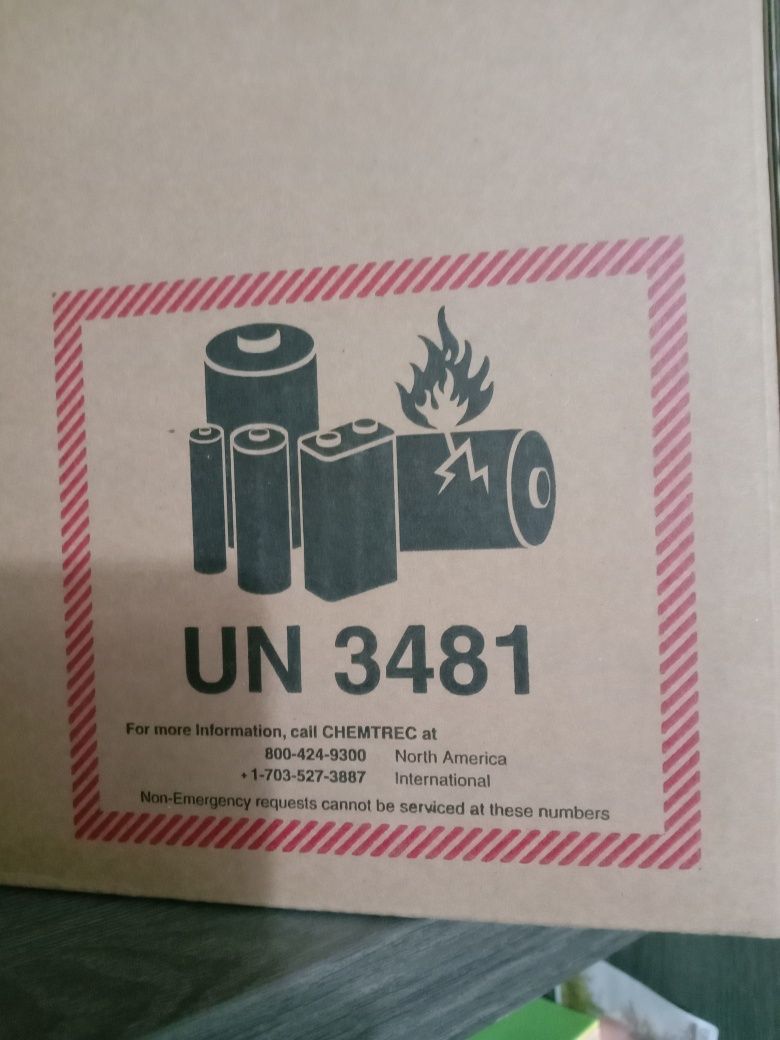 UN 3481
For more Information, call CHEMTREC at
800-424-9300 North America
+1-703-527-3887 International
Non-Emergency requests cannot be serviced at these numbers